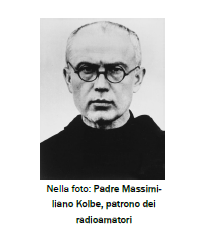 Nella foto: Padre Massimi-
liano Kolbe, patrono dei
radioamatori